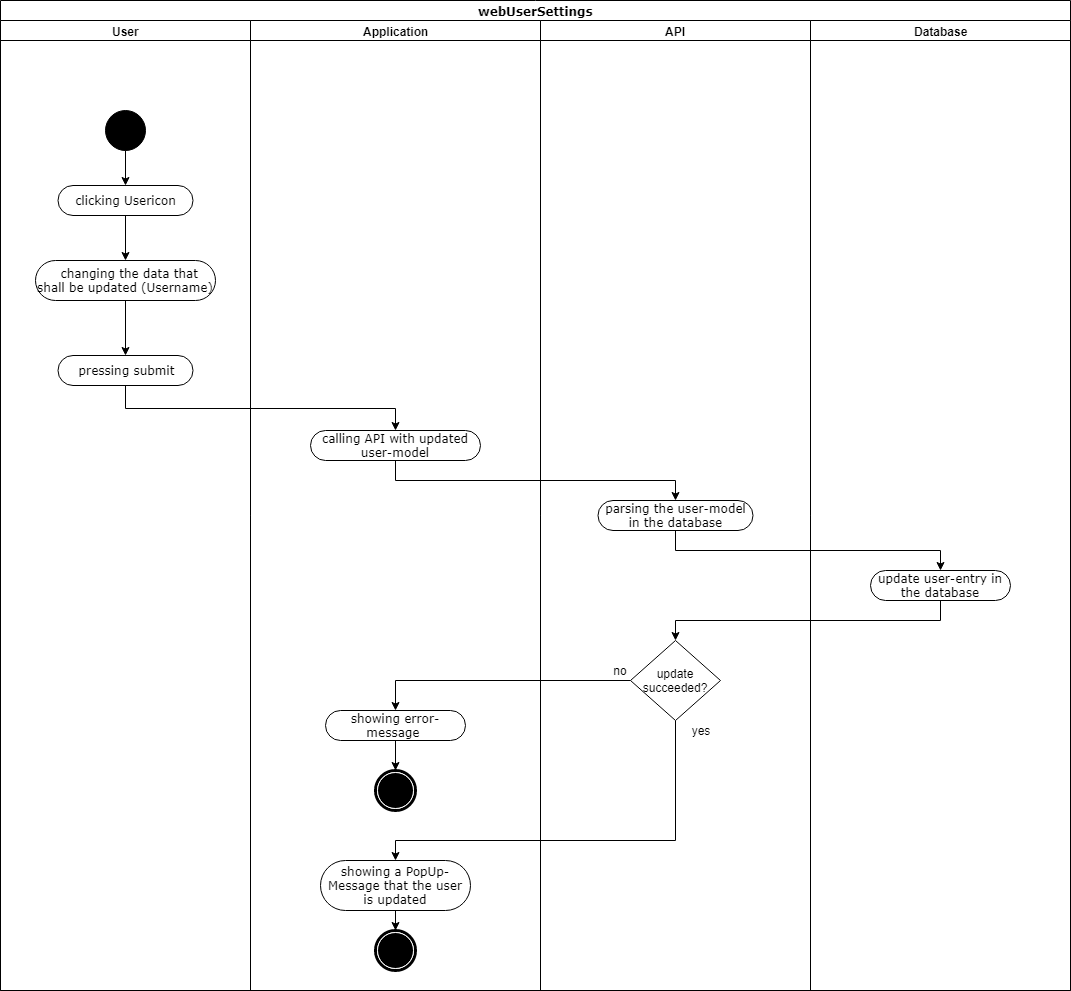 webUserSettings
User
Application
API
Database
clicking Usericon
changing the data that
shall be updated (Username)
pressing submit
calling API with updated
user-model
parsing the user-model
in the database
update user-entry in
the database
update
succeeded?
no
yes
showing error-
message
showing a PopUp-
Message that the user
is updated